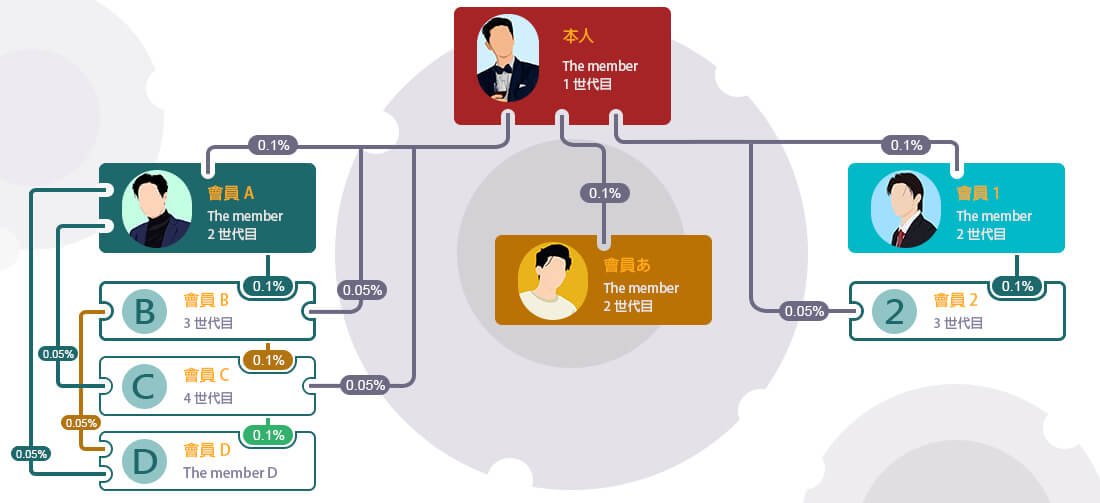 本人
The member
1 世代目
0.1%
0.1%
0.1%
會員 A
The member
2 世代目
會員あ
The member
2 世代目
會員 1
The member
2 世代目
0.1%
B
會員 B
3 世代目
0.05%
0.1%
2
會員 2
3 世代目
0.05%
0.05%
0.1%
C
會員 C
4 世代目
0.05%
0.05%
0.1%
D
會員 D
The member D
0.05%